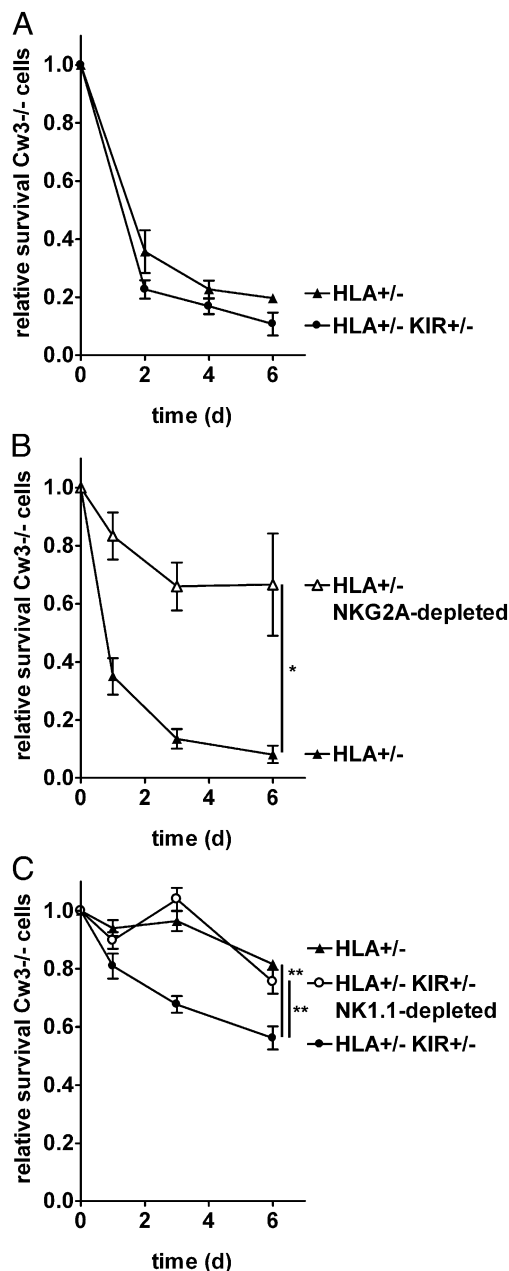 A
relative survival Cw3-/- cells
1.0
0.8
0.6
0.4
0.2
0.0
0 2 4 6
time (d)
HLA+/-
HLA+/- KIR+/-
B
relative survival Cw3-/- cells
1.0
0.8
0.6
0.4
0.2
0.0
0 2 4 6
time (d)
HLA+/-
NKG2A-depleted
*
HLA+/-
C
relative survival Cw3-/- cells
1.0
0.8
0.6
0.4
0.2
0.0
0 2 4 6
time (d)
HLA+/-
**
HLA+/- KIR+/-
NK1.1-depleted
**
HLA+/- KIR+/-